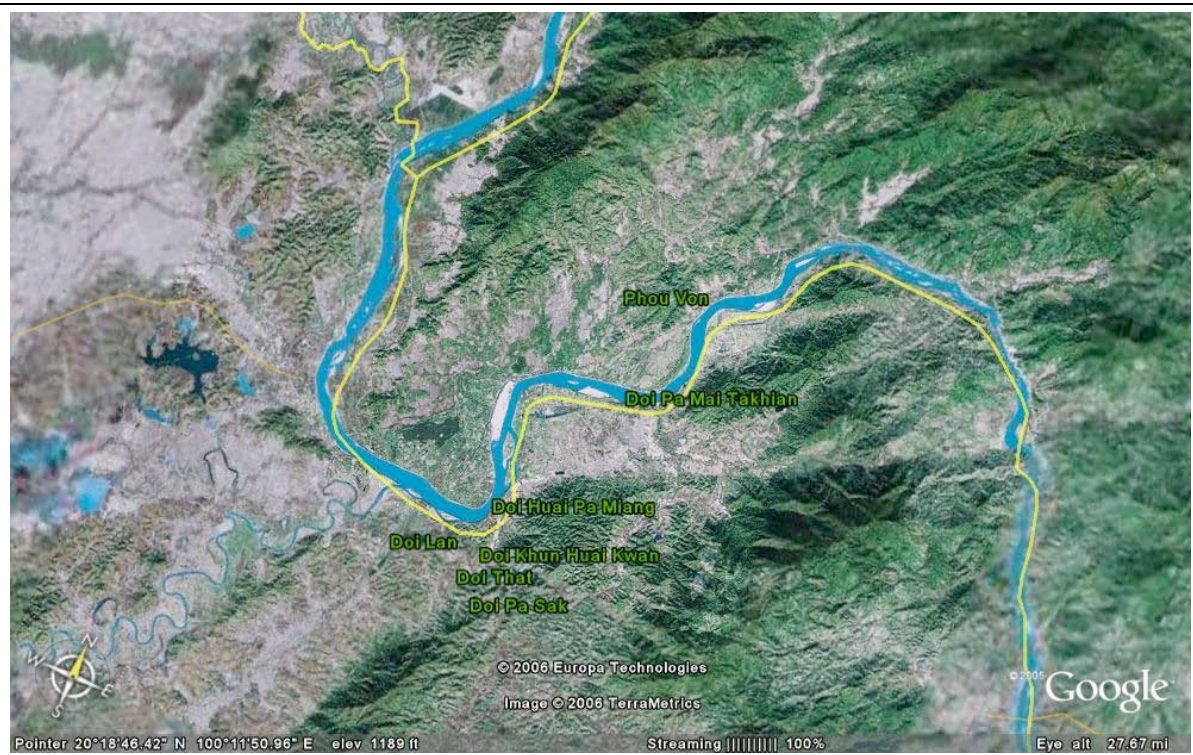 Phou Von
Doi Pa Mai Takhian
Doi Huai Pa Miang
Doi Lan
Doi Khun Huai Kwan
Doi That
Doi Pa Sak
N
W
E
S
© 2006 Europa Technologies
Image © 2006 TerraMetrics
© 2005 Google
Pointer 20°18'46.42" N 100°11'50.96" E elev 1189 ft Streaming |||||||||| 100% Eye alt 27.67 mi